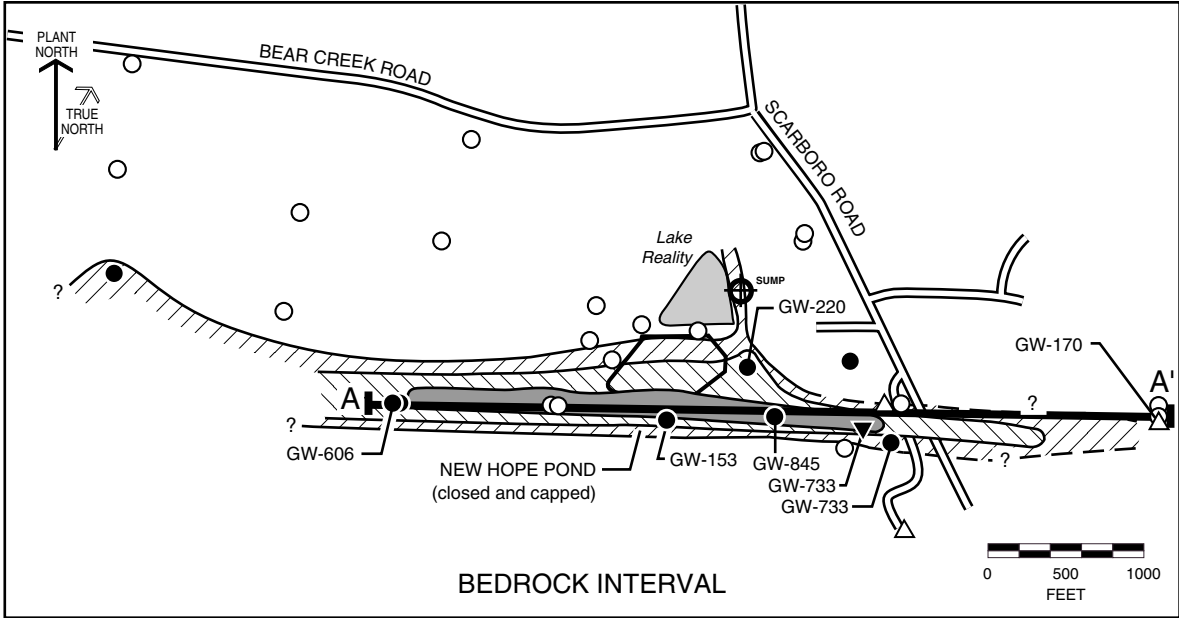 PLANT
NORTH
TRUE
NORTH
BEAR CREEK ROAD
SCARBORO ROAD
Lake
Reality
SUMP
?
GW-220
GW-170
A
A'
?
?
?
GW-606
NEW HOPE POND
(closed and capped)
GW-153
GW-845
GW-733
GW-733
BEDROCK INTERVAL
0 500 1000
FEET